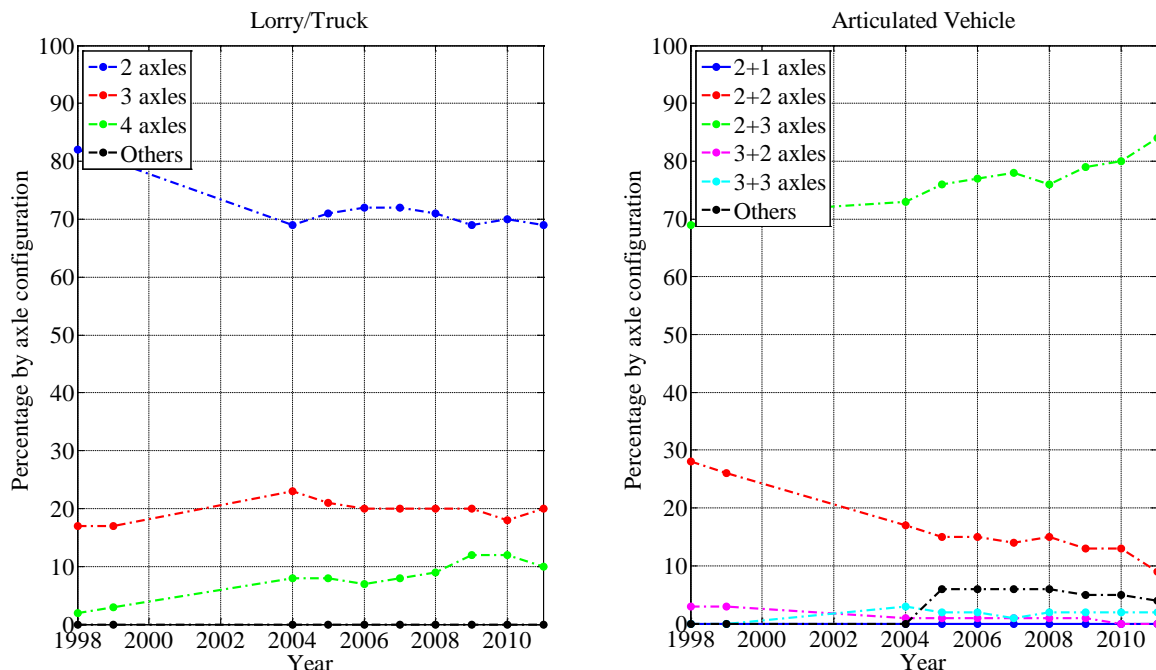 Lorry/Truck
100
90
80
70
60
50
40
30
20
10
0
2 axles
3 axles
4 axles
Others
Percentage by axle configuration
1998 2000 2002 2004 2006 2008 2010
Year
Articulated Vehicle
100
90
80
70
60
50
40
30
20
10
0
2+1 axles
2+2 axles
2+3 axles
3+2 axles
3+3 axles
Others
Percentage by axle configuration
1998 2000 2002 2004 2006 2008 2010
Year